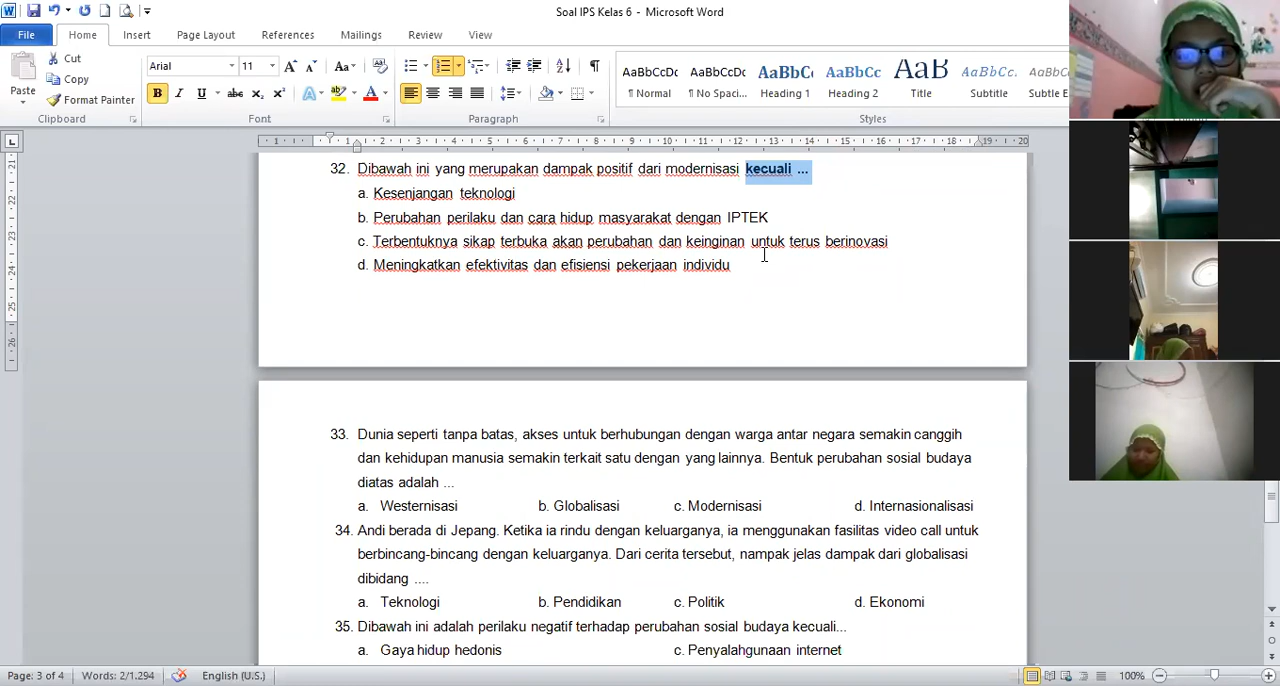 Soal IPS Kelas 6 - Microsoft Word
File Home Insert Page Layout References Mailings Review View
Paste
Cut
Copy
Format Painter
Clipboard
Arial 11
Font
Paragraph
AaBbCcDc AaBbCcDc AaBbC AaBbCc AaB AaBbCc. AaBbCc
¶ Normal ¶ No Spaci... Heading 1 Heading 2 Title Subtitle Subtle E
Styles
32. Dibawah ini yang merupakan dampak positif dari modernisasi kecuali ...
a. Kesenjangan teknologi
b. Perubahan perilaku dan cara hidup masyarakat dengan IPTEK
c. Terbentuknya sikap terbuka akan perubahan dan keinginan untuk terus berinovasi
d. Meningkatkan efektivitas dan efisiensi pekerjaan individu
33. Dunia seperti tanpa batas, akses untuk berhubungan dengan warga antar negara semakin canggih
dan kehidupan manusia semakin terkait satu dengan yang lainnya. Bentuk perubahan sosial budaya
diatas adalah ...
a. Westernisasi b. Globalisasi c. Modernisasi d. Internasionalisasi
34. Andi berada di Jepang. Ketika ia rindu dengan keluarganya, ia menggunakan fasilitas video call untuk
berbincang-bincang dengan keluarganya. Dari cerita tersebut, nampak jelas dampak dari globalisasi
dibidang ....
a. Teknologi b. Pendidikan c. Politik d. Ekonomi
35. Dibawah ini adalah perilaku negatif terhadap perubahan sosial budaya kecuali...
a. Gaya hidup hedonis c. Penyalahgunaan internet
Page: 3 of 4 Words: 2/1.294 English (U.S.) 100%